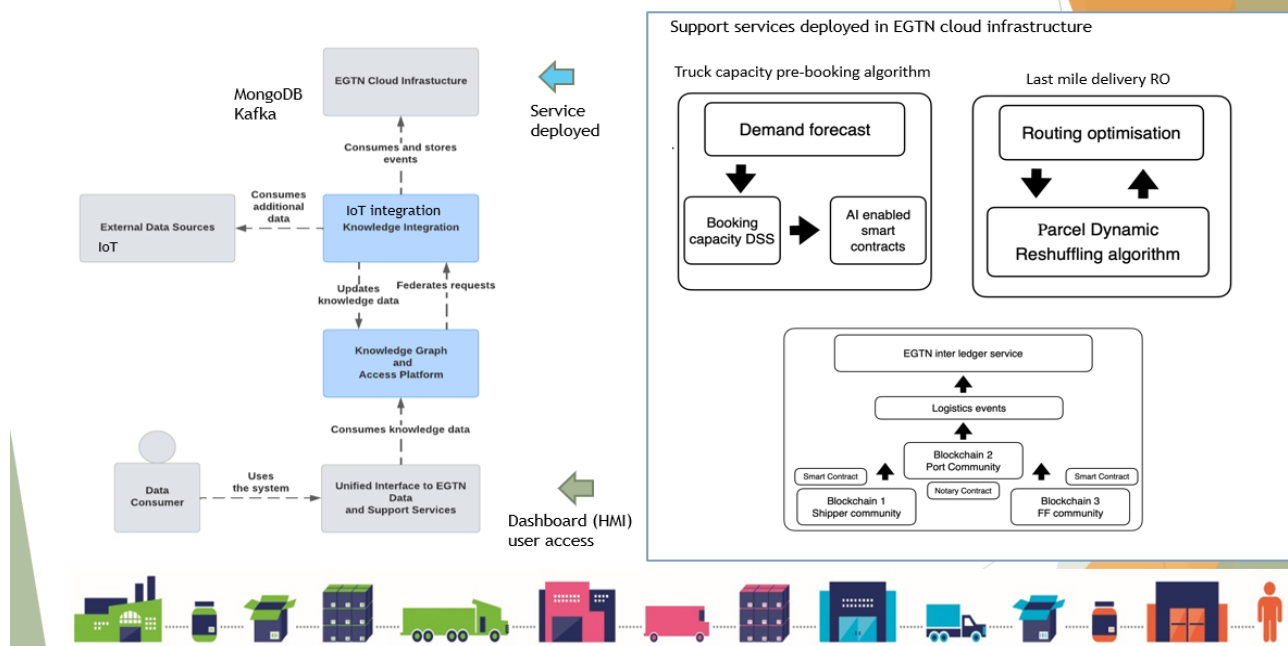 Support services deployed in EGTN cloud infrastructure
EGTN Cloud Infrastucture
MongoDB
Kafka
Service
deployed
Consumes and stores
events
Consumes
additional
data
External Data Sources
IoT
IoT integration
Knowledge Integration
Updates
knowledge data
Federates requests
Knowledge Graph
and
Access Platform
Consumes knowledge data
Data
Consumer
Uses
the system
Unified Interface to EGTN
Data
and Support Services
Dashboard (HMI)
user access
Truck capacity pre-booking algorithm
Demand forecast
Booking
capacity DSS
AI enabled
smart
contracts
Last mile delivery RO
Routing optimisation
Parcel Dynamic
Reshuffling algorithm
EGTN inter ledger service
Logistics events
Blockchain 2
Port Community
Smart Contract
Notary Contract
Smart Contract
Blockchain 1
Shipper community
Blockchain 3
FF community